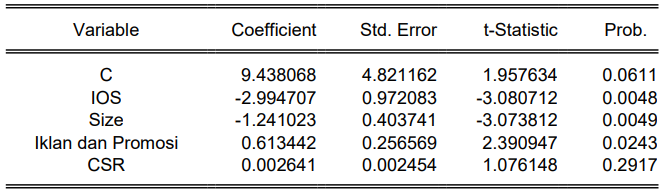 Variable Coefficient Std. Error t-Statistic Prob.
C 9.438068 4.821162 1.957634 0.0611
IOS -2.994707 0.972083 -3.080712 0.0048
Size -1.241023 0.403741 -3.073812 0.0049
Iklan dan Promosi 0.613442 0.256569 2.390947 0.0243
CSR 0.002641 0.002454 1.076148 0.2917